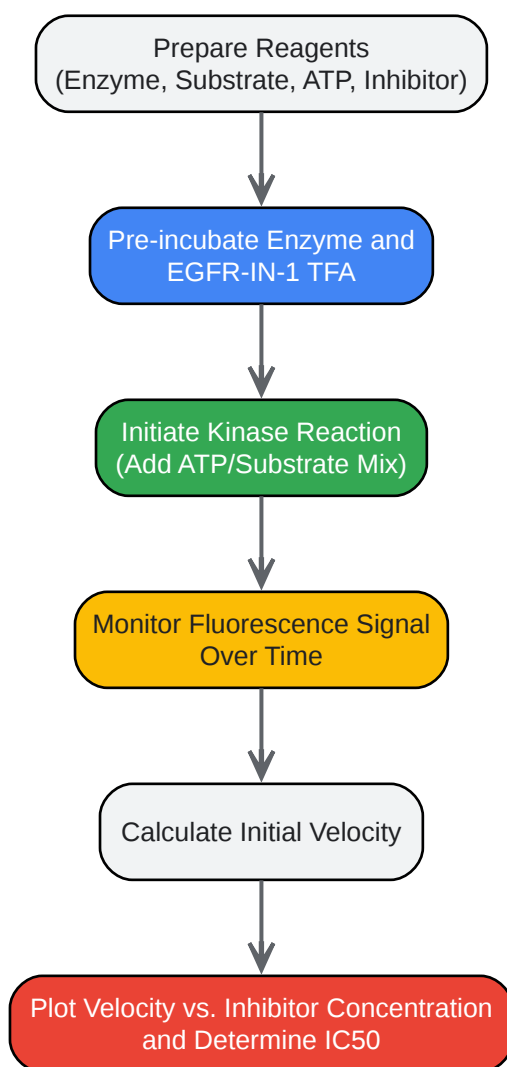 Prepare Reagents
(Enzyme, Substrate, ATP, Inhibitor)
Pre-incubate Enzyme and
EGFR-IN-1 TFA
Initiate Kinase Reaction
(Add ATP/Substrate Mix)
Monitor Fluorescence Signal
Over Time
Calculate Initial Velocity
Plot Velocity vs. Inhibitor Concentration
and Determine IC50